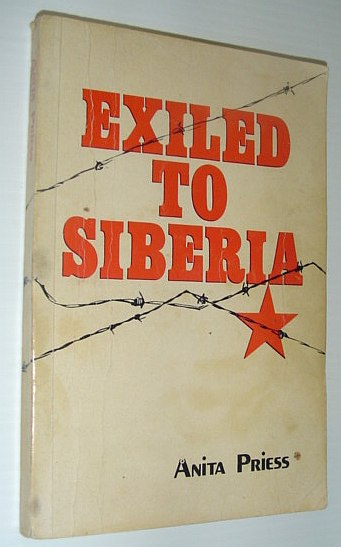 EXILED
TO
SIBERIA
Anita Priess